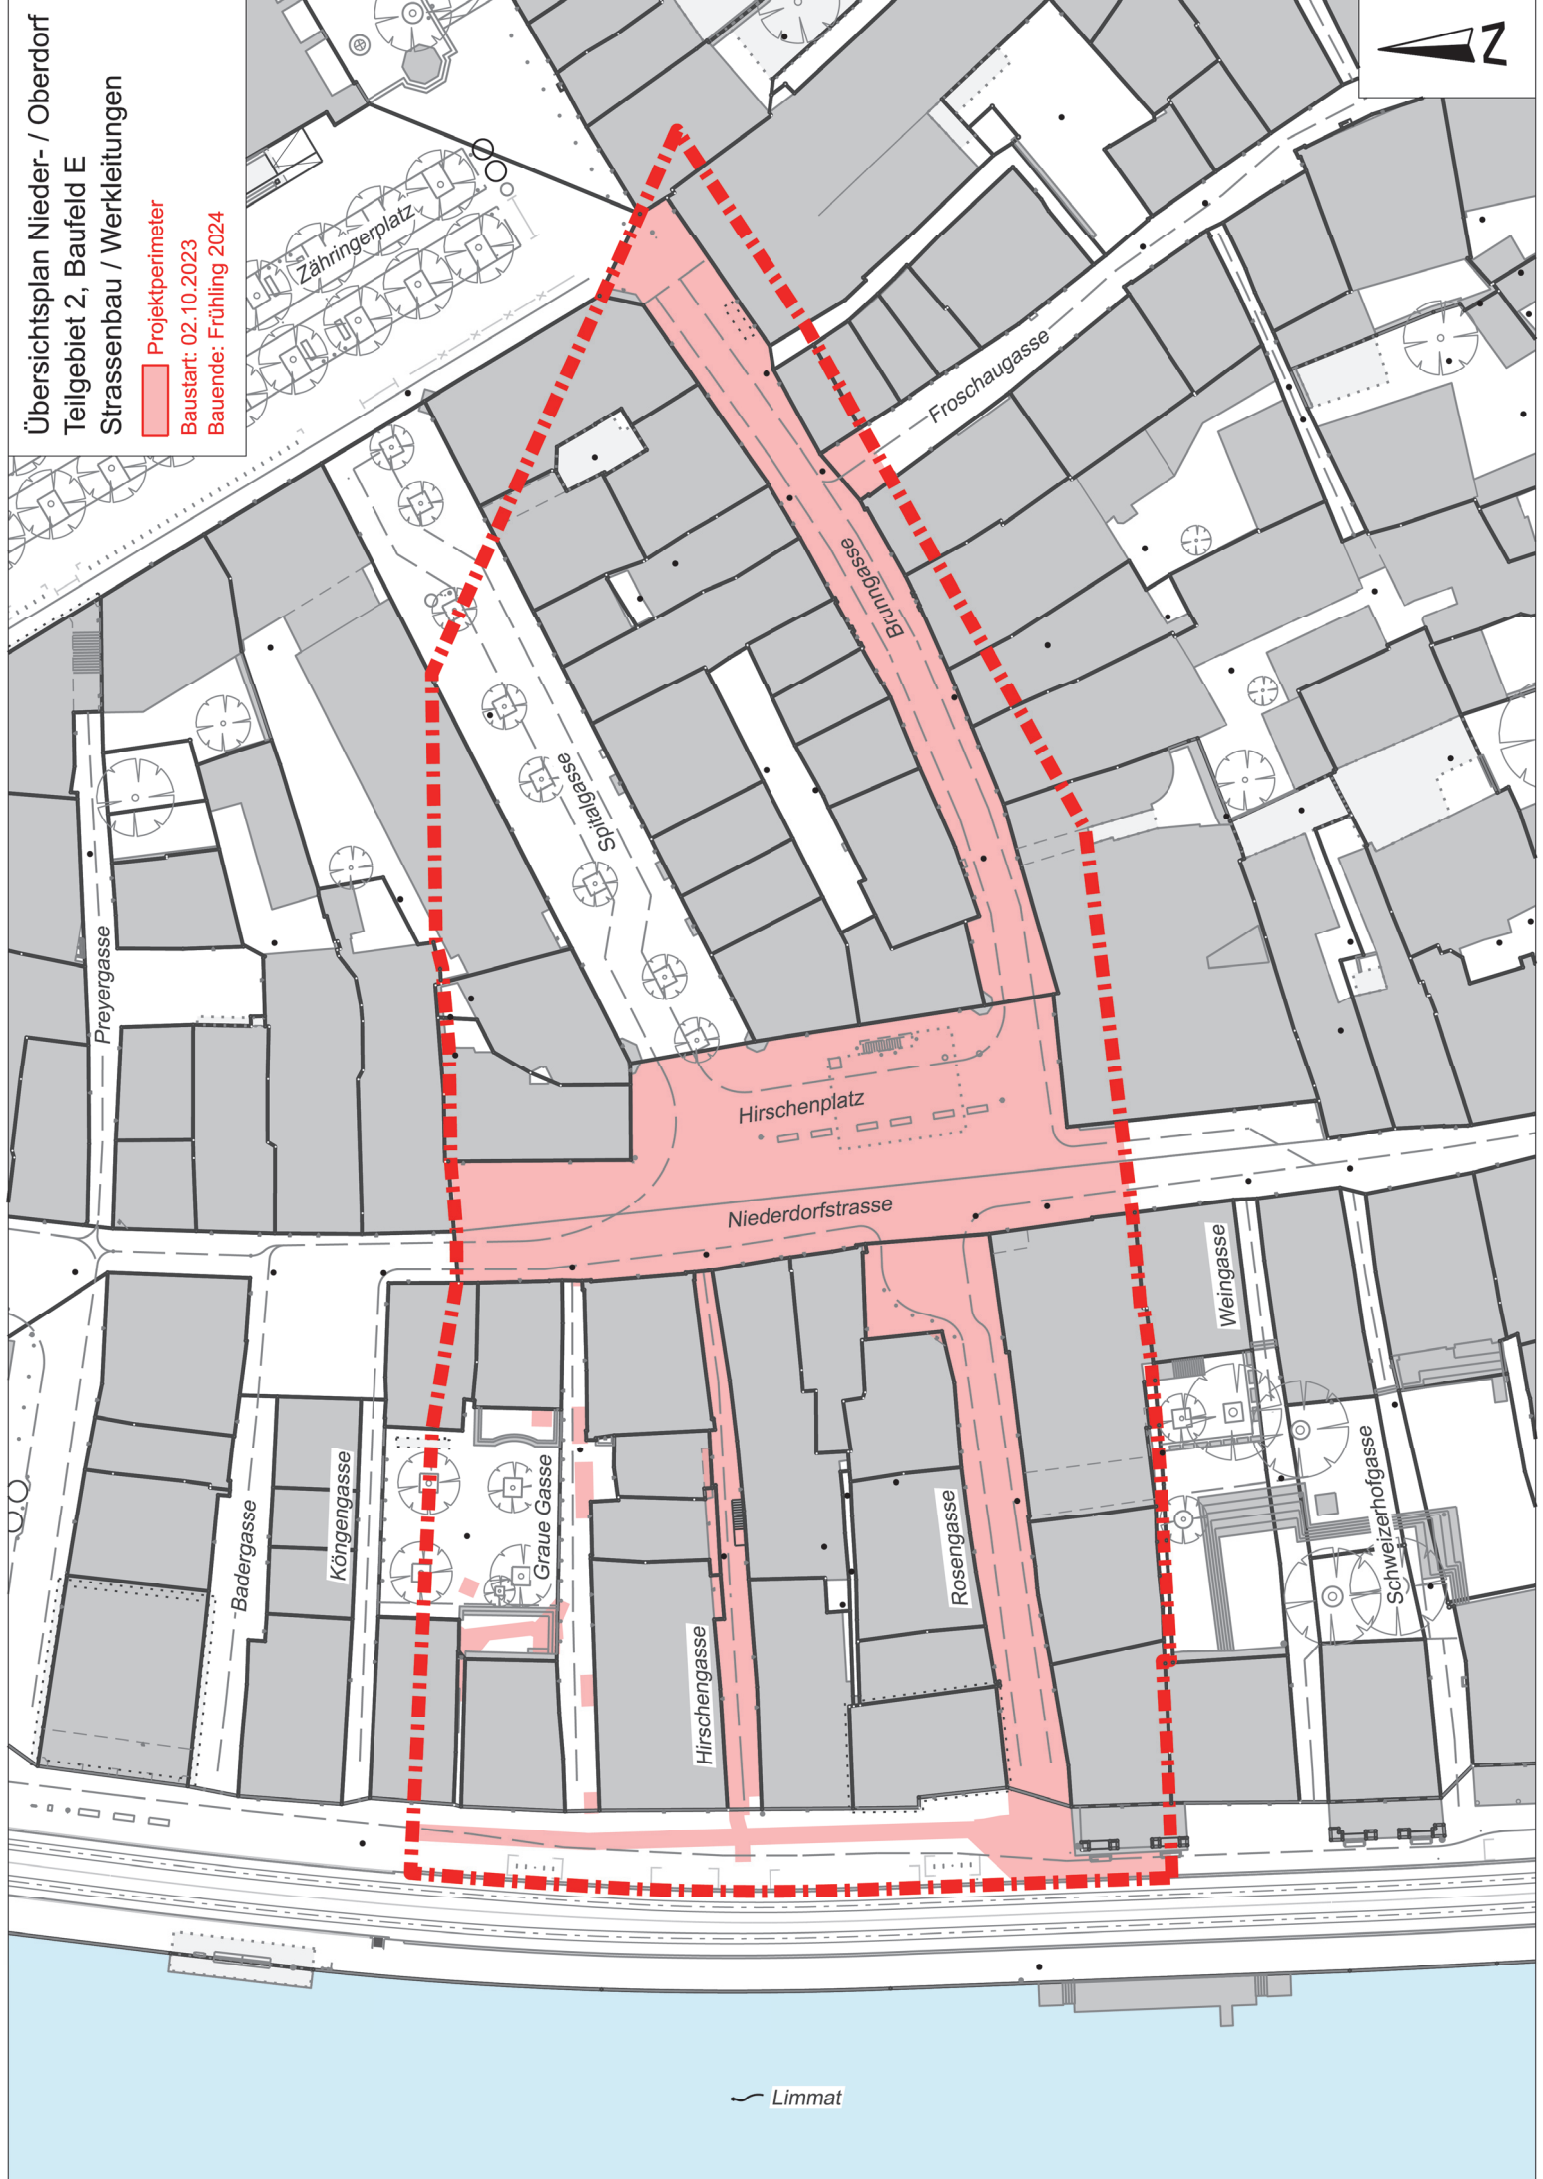 Übersichtsplan Nieder- / Oberdorf
Teilgebiet 2, Baufeld E
Strassenbau / Werkleitungen
Projektperimeter
Baustart: 02.10.2023
Bauende: Frühling 2024
N
Zähringerplatz
Froschaugasse
Brunngasse
Spitalgasse
Preyergasse
Hirschenplatz
Niederdorfstrasse
Weingasse
Schweizerhofgasse
Rosengasse
Hirschengasse
Graue Gasse
Köngengasse
Badergasse
Limmat